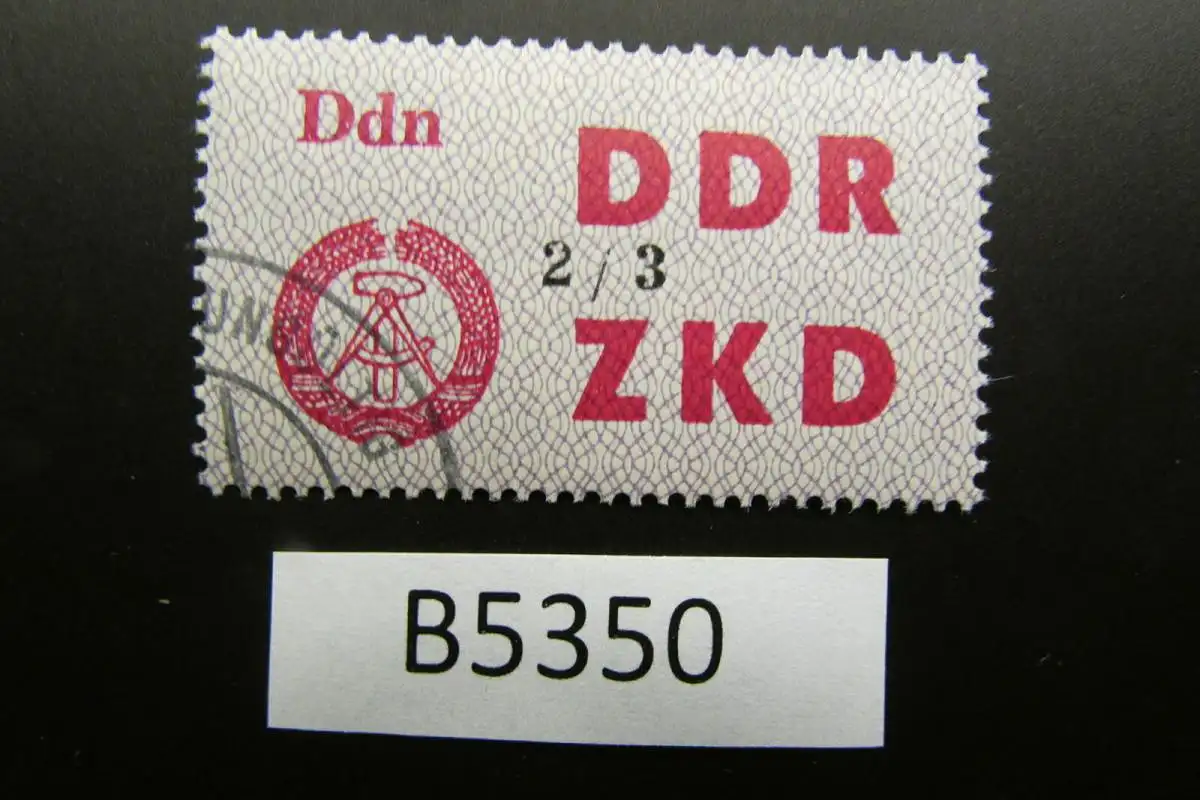 Ddn
DDR
2 / 3
ZKD
B5350